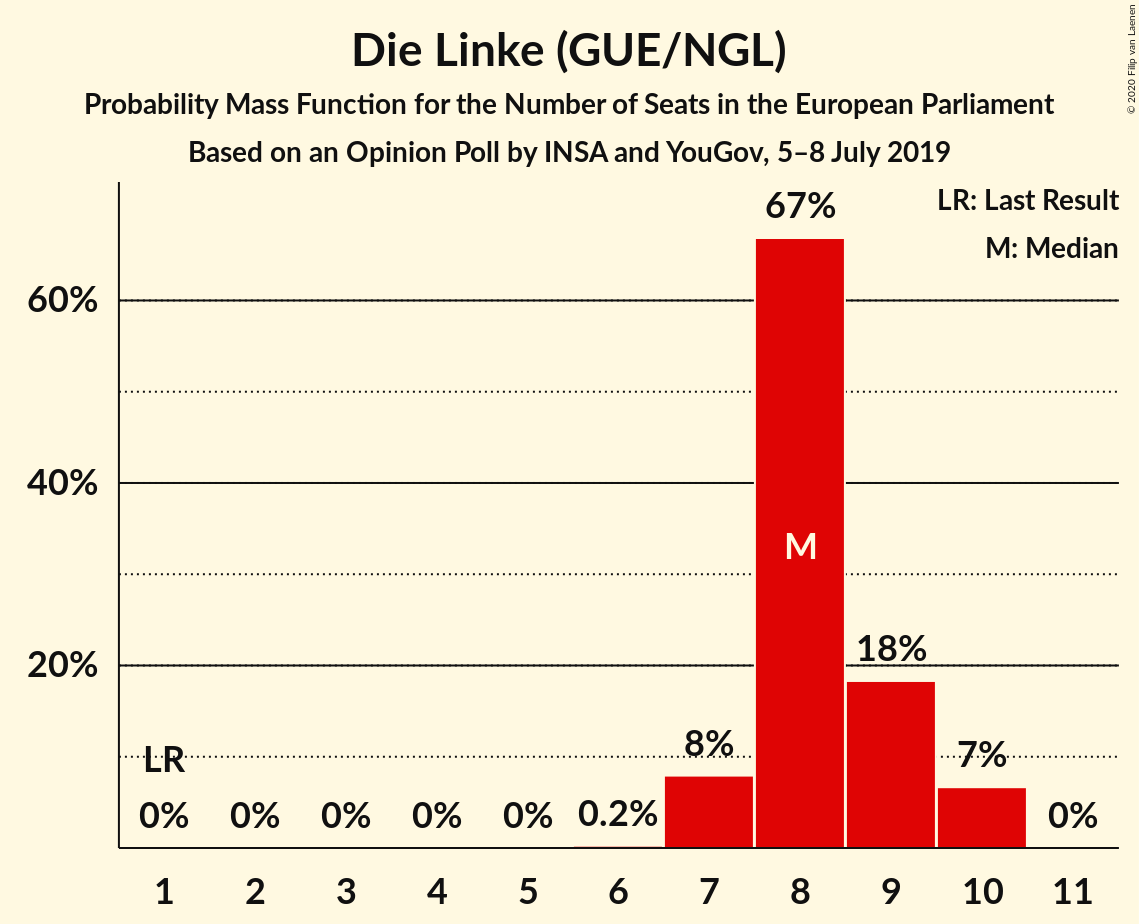 Die Linke (GUE/NGL)
Probability Mass Function for the Number of Seats in the European Parliament
Based on an Opinion Poll by INSA and YouGov, 5–8 July 2019
© 2020 Filip van Laenen
LR: Last Result
M: Median
67%
60%
40%
M
20%
18%
8%
7%
LR
0%
0%
0%
0%
0%
0.2%
0%
1 2 3 4 5 6 7 8 9 10 11